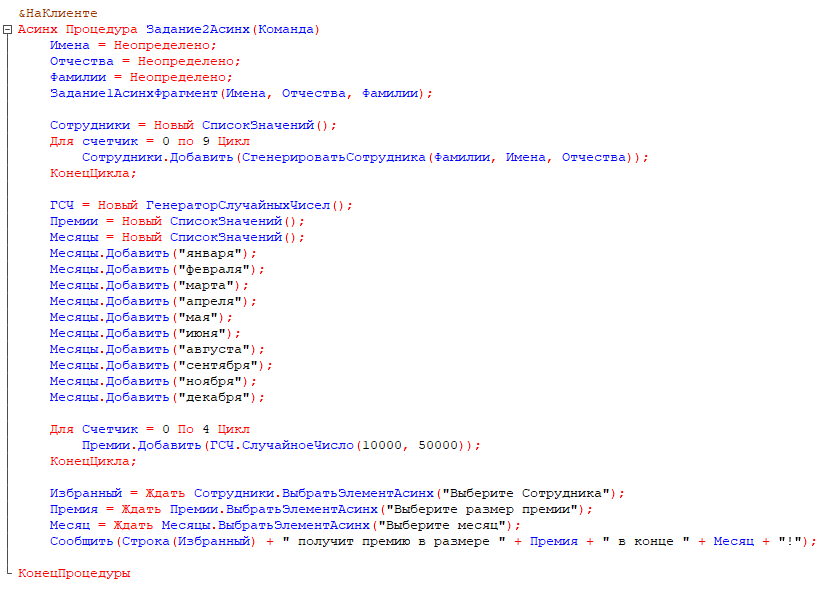 &НаКлиенте
Асинх Процедура Задание2Асинх(Команда)
Имена = Неопределено;
Отчества = Неопределено;
Фамилии = Неопределено;
Задание1АсинхФрагмент(Имена, Отчества, Фамилии);
Сотрудники = Новый СписокЗначений();
Для счетчик = 0 по 9 Цикл
Сотрудники.Добавить(СгенерироватьСотрудника(Фамилии, Имена, Отчества));
КонецЦикла;
ГСЧ = Новый ГенераторСлучайныхЧисел();
Премии = Новый СписокЗначений();
Месяцы = Новый СписокЗначений();
Месяцы.Добавить("января");
Месяцы.Добавить("февраля");
Месяцы.Добавить("марта");
Месяцы.Добавить("апреля");
Месяцы.Добавить("мая");
Месяцы.Добавить("июня");
Месяцы.Добавить("августа");
Месяцы.Добавить("сентября");
Месяцы.Добавить("ноября");
Месяцы.Добавить("декабря");
Для Счетчик = 0 По 4 Цикл
Премии.Добавить(ГСЧ.СлучайноеЧисло(10000, 50000));
КонецЦикла;
Избранный = Ждать Сотрудники.ВыбратьЭлементАсинх("Выберите Сотрудника");
Премия = Ждать Премии.ВыбратьЭлементАсинх("Выберите размер премии");
Месяц = Ждать Месяцы.ВыбратьЭлементАсинх("Выберите месяц");
Сообщить(Строка(Избранный) + " получит премию в размере " + Премия + " в конце " + Месяц + "!");
КонецПроцедуры